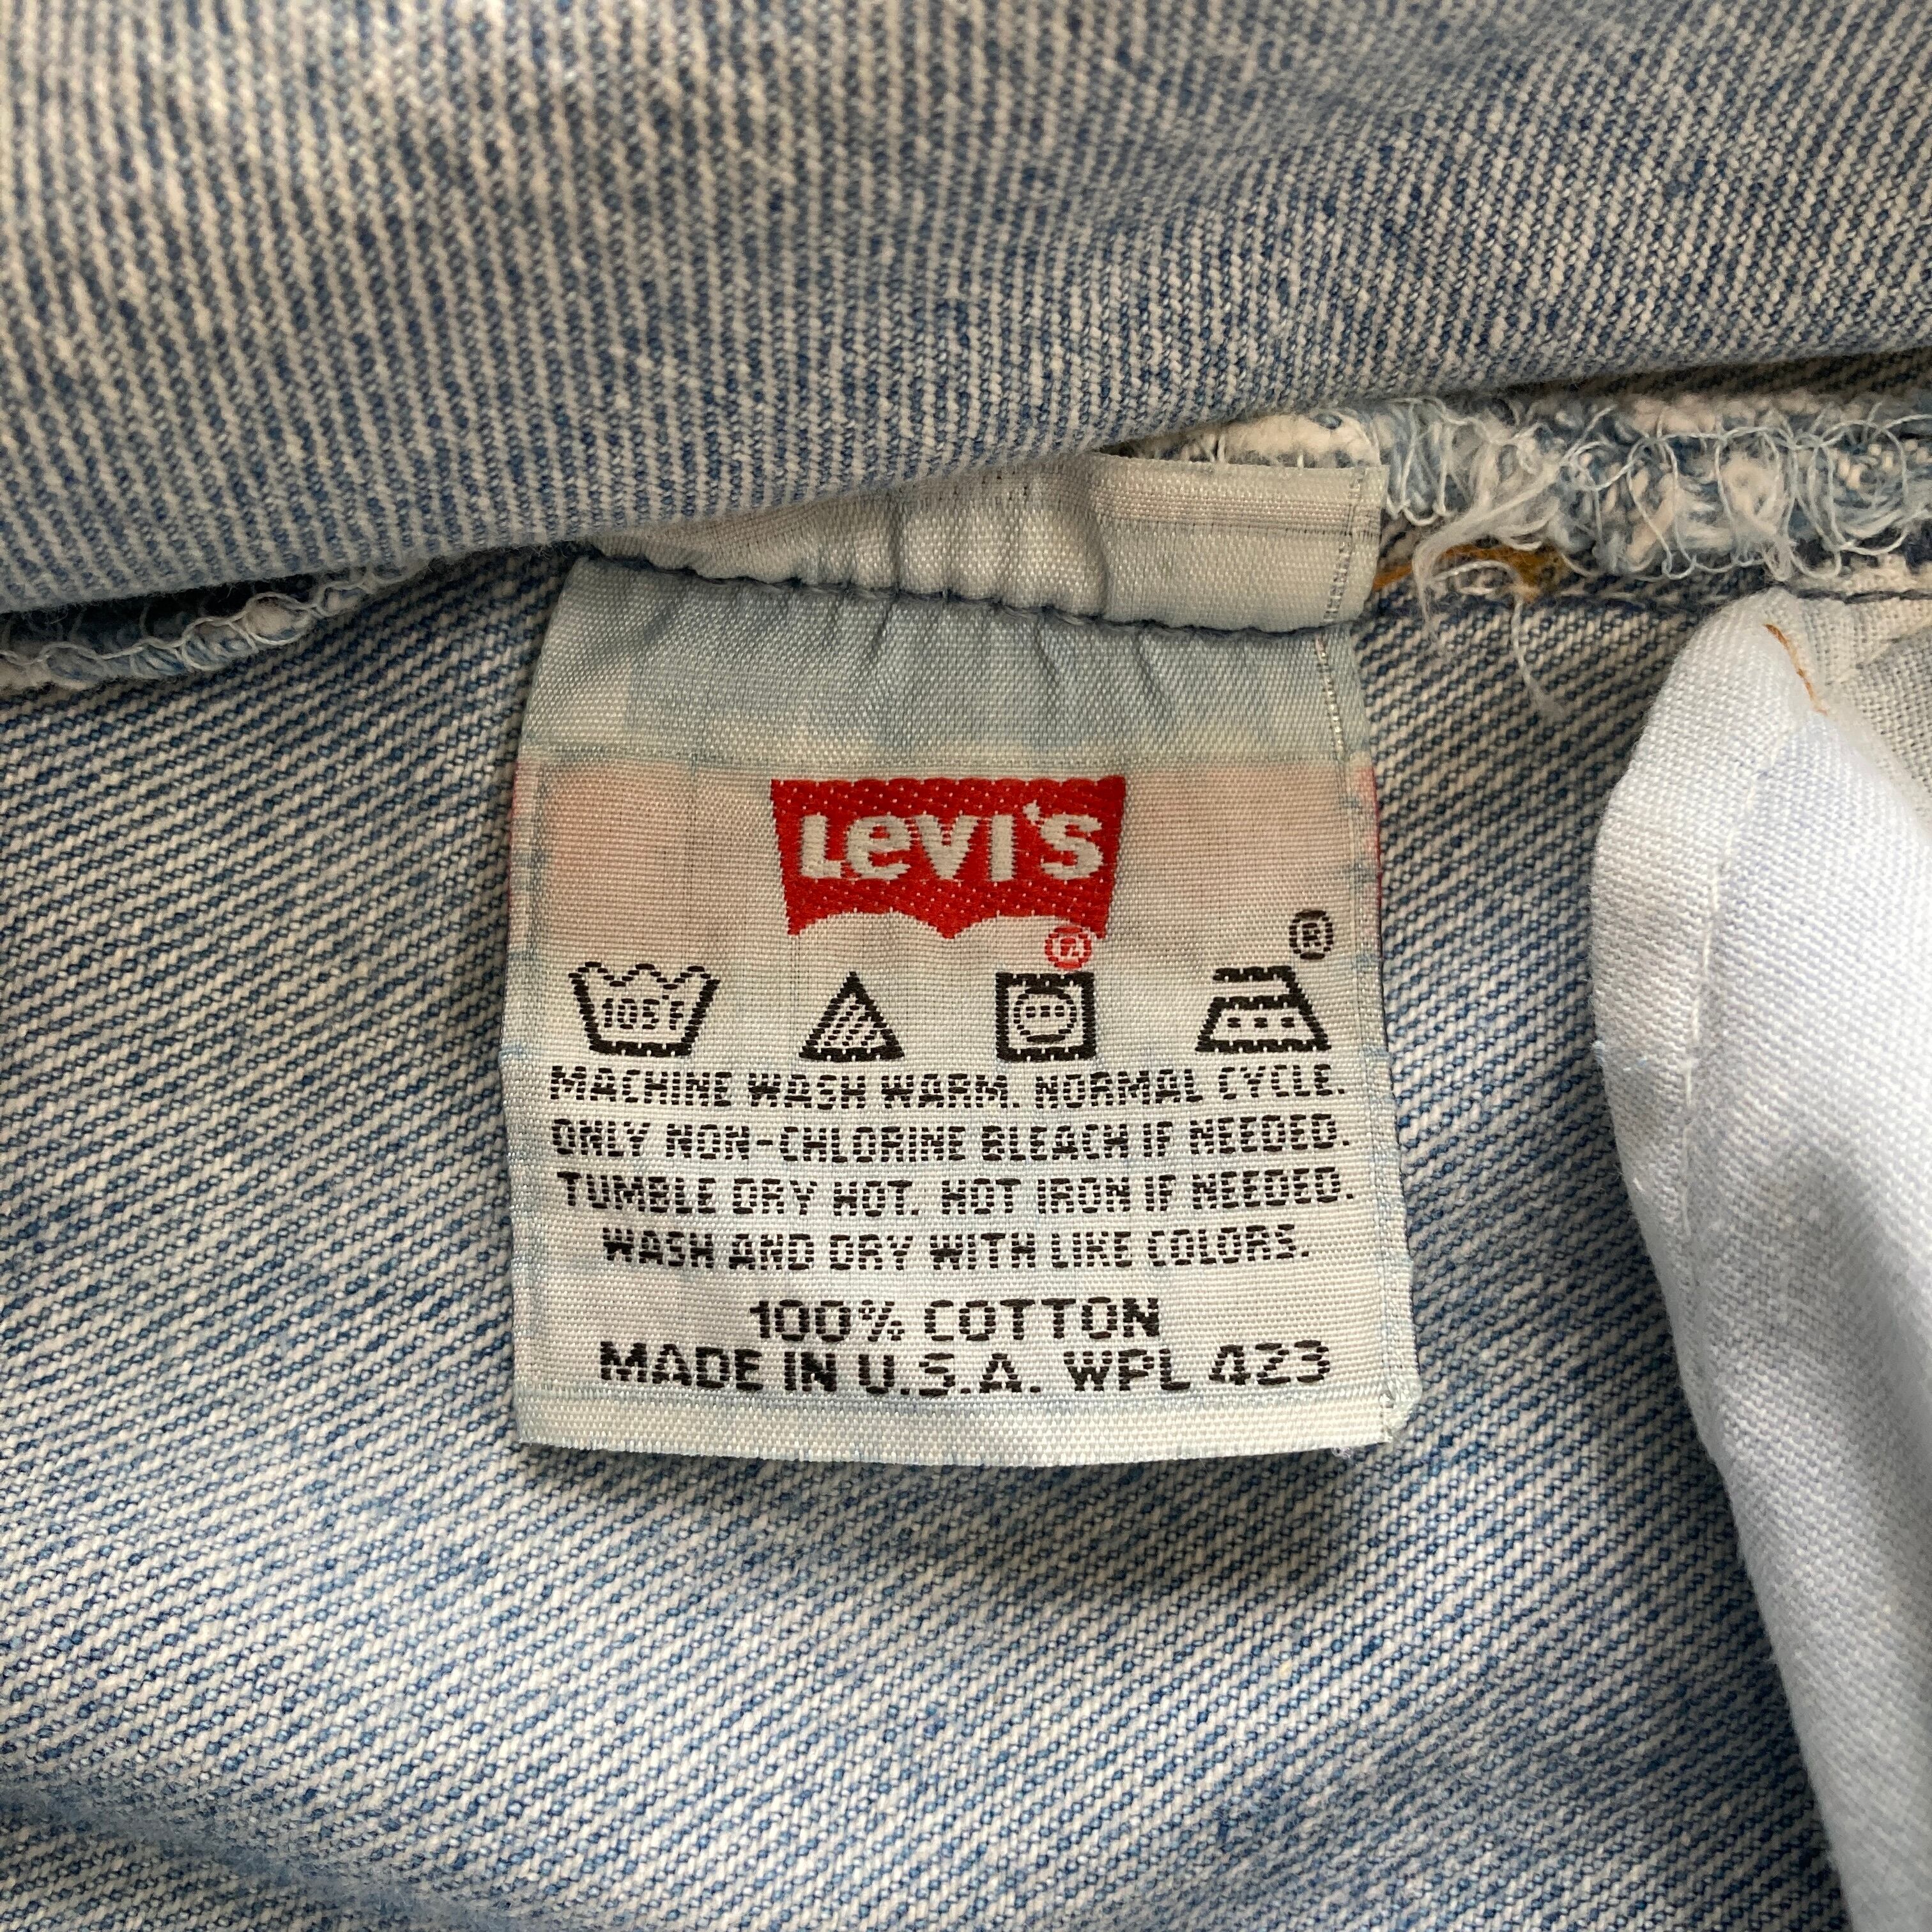 Levi's
®
®
105°F
MACHINE WASH WARM. NORMAL CYCLE.
ONLY NON-CHLORINE BLEACH IF NEEDED.
TUMBLE DRY HOT. HOT IRON IF NEEDED.
WASH AND DRY WITH LIKE COLORS.
100% COTTON
MADE IN U.S.A. WPL 423